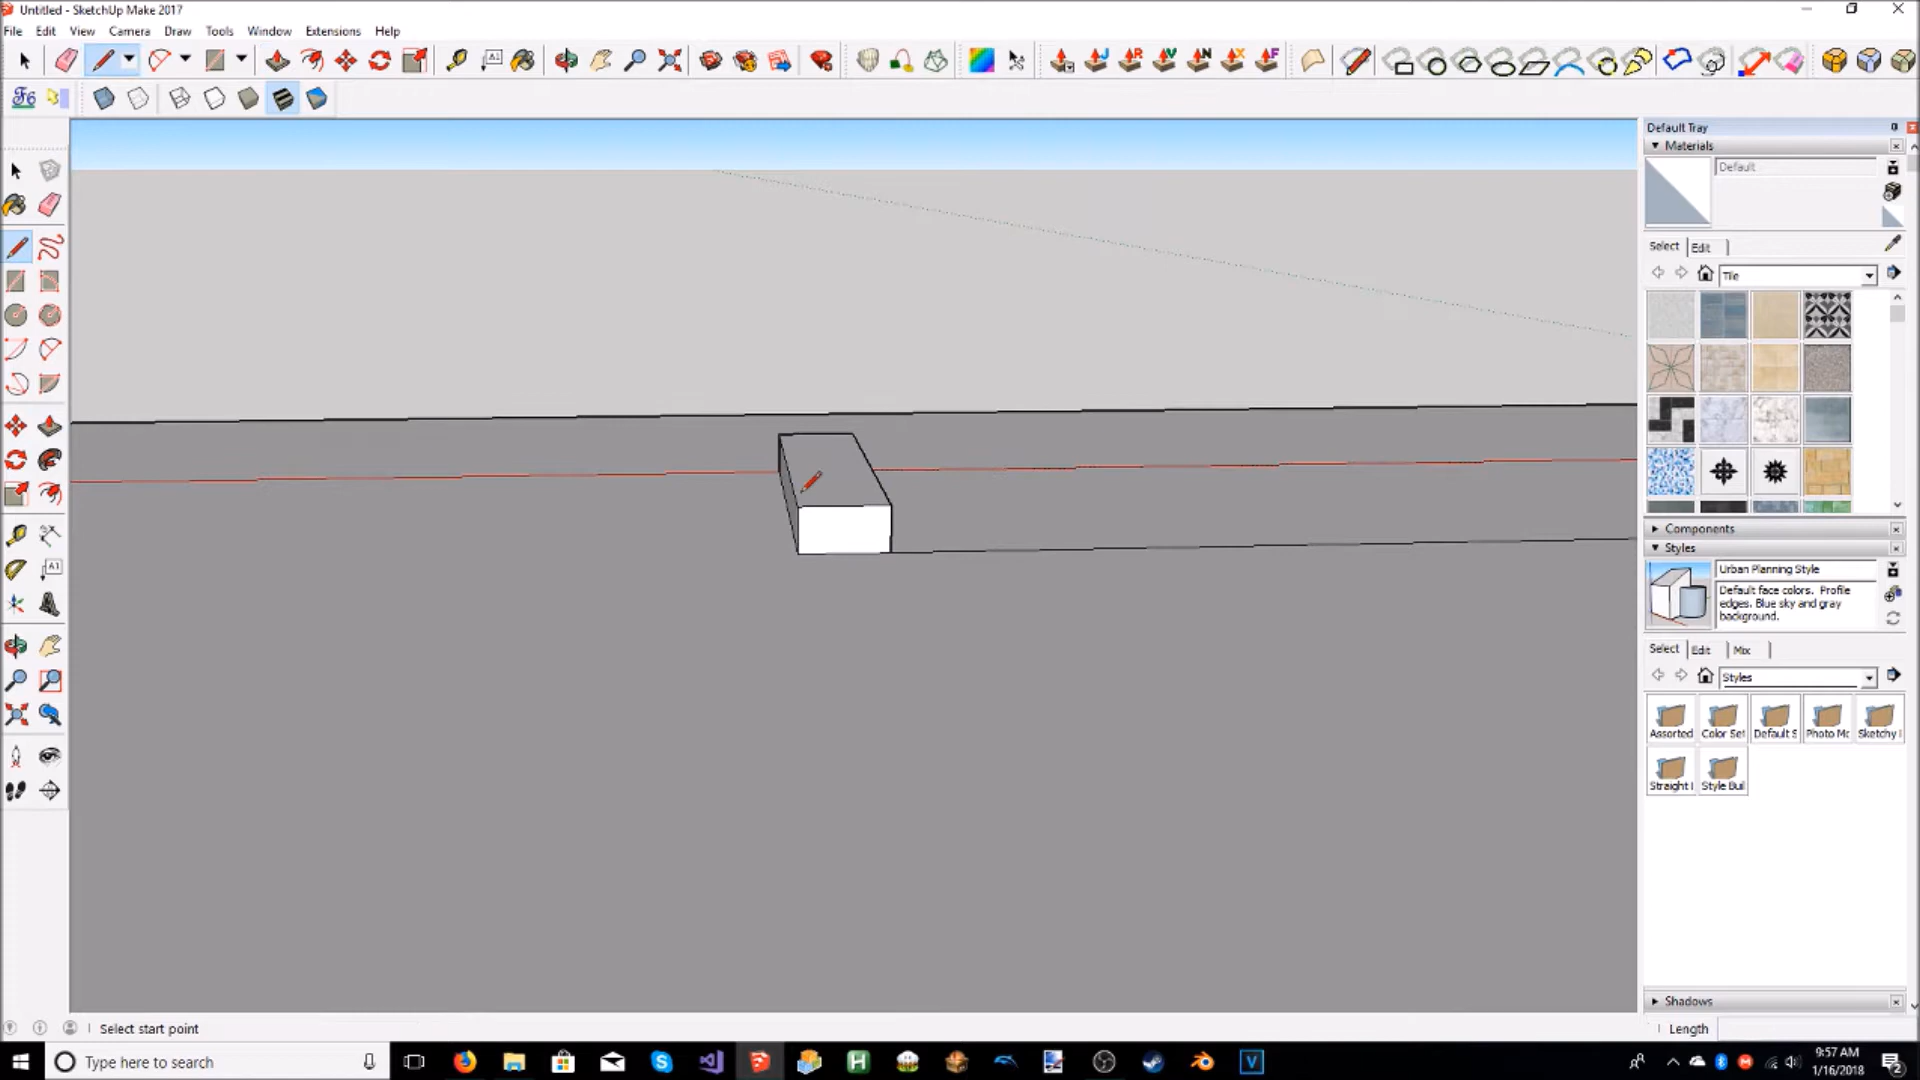 Untitled - SketchUp Make 2017
File Edit View Camera Draw Tools Window Extensions Help
Default Tray
Materials
Default
Select Edit
Tile
Components
Styles
Urban Planning Style
Default face colors. Profile
edges. Blue sky and gray
background.
Select Edit Mix
Styles
Assorted Color Set Default S Photo Mo Sketchy
Straight Style Buil
Shadows
Select start point
Length
Type here to search
9:57 AM
1/16/2018